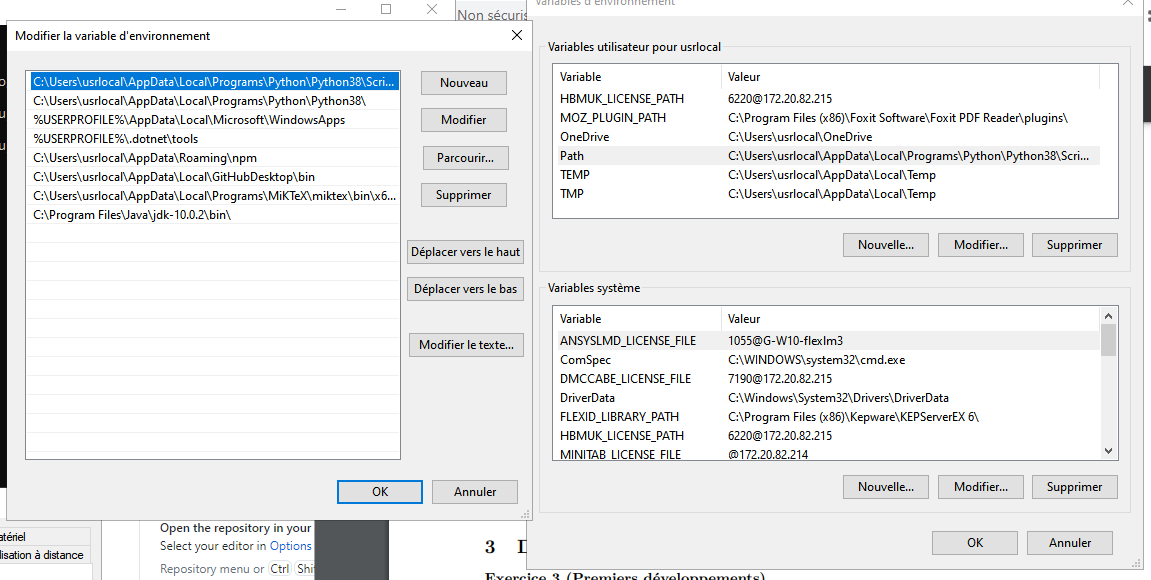 Non sécuris
Variables d'environnement
Modifier la variable d'environnement
C:\Users\usrlocal\AppData\Local\Programs\Python\Python38\Scri...
C:\Users\usrlocal\AppData\Local\Programs\Python\Python38\
%USERPROFILE%\AppData\Local\Microsoft\WindowsApps
%USERPROFILE%\.dotnet\tools
C:\Users\usrlocal\AppData\Roaming\npm
C:\Users\usrlocal\AppData\Local\GitHubDesktop\bin
C:\Users\usrlocal\AppData\Local\Programs\MiKTeX\miktex\bin\x6...
C:\Program Files\Java\jdk-10.0.2\bin\
Nouveau
Modifier
Parcourir...
Supprimer
Déplacer vers le haut
Déplacer vers le bas
Modifier le texte...
OK
Annuler
Variables utilisateur pour usrlocal
Variable Valeur
HBMUK_LICENSE_PATH 6220@172.20.82.215
MOZ_PLUGIN_PATH C:\Program Files (x86)\Foxit Software\Foxit PDF Reader\plugins\
OneDrive C:\Users\usrlocal\OneDrive
Path C:\Users\usrlocal\AppData\Local\Programs\Python\Python38\Scri...
TEMP C:\Users\usrlocal\AppData\Local\Temp
TMP C:\Users\usrlocal\AppData\Local\Temp
Nouvelle... Modifier... Supprimer
Variables système
Variable Valeur
ANSYSLMD_LICENSE_FILE 1055@G-W10-flexlm3
ComSpec C:\WINDOWS\system32\cmd.exe
DMCCABE_LICENSE_FILE 7190@172.20.82.215
DriverData C:\Windows\System32\Drivers\DriverData
FLEXID_LIBRARY_PATH C:\Program Files (x86)\Kepware\KEPServerEX 6\
HBMUK_LICENSE_PATH 6220@172.20.82.215
MINITAB_LICENSE_FILE @172.20.82.214
Nouvelle... Modifier... Supprimer
OK Annuler
atériel
lisation à distance
Open the repository in your
Select your editor in Options
Repository menu or Ctrl Shi
3
Exercice 3 (Premiers développements)